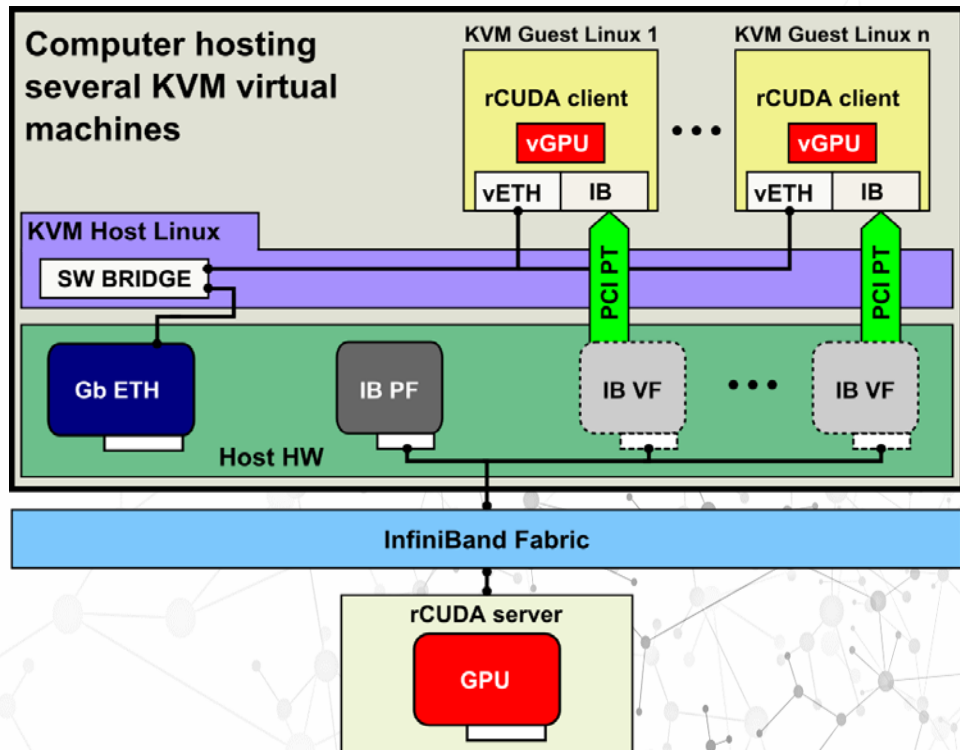 Computer hosting
several KVM virtual
machines
KVM Guest Linux 1
KVM Guest Linux n
rCUDA client
rCUDA client
vGPU
vGPU
vETH
IB
vETH
IB
KVM Host Linux
SW BRIDGE
PCI PT
PCI PT
Gb ETH
IB PF
IB VF
IB VF
Host HW
InfiniBand Fabric
rCUDA server
GPU